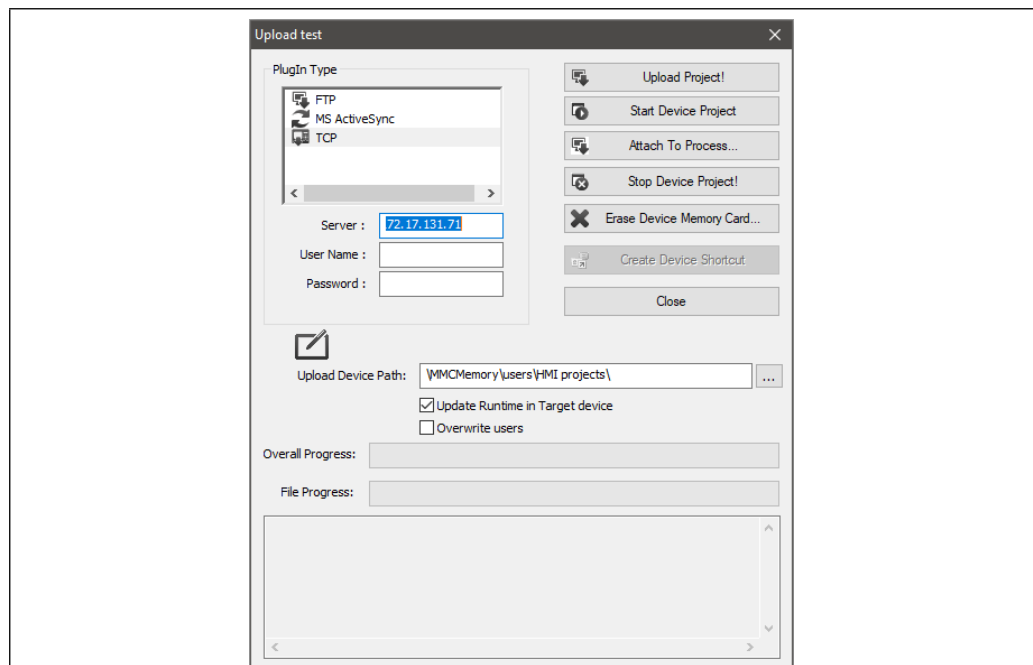 Upload test
PlugIn Type
FTP
MS ActiveSync
TCP
Server :
72.17.131.71
User Name :
Password :
Upload Project!
Start Device Project
Attach To Process...
Stop Device Project!
Erase Device Memory Card...
Create Device Shortcut
Close
Upload Device Path:
\MMCMemory\users\HMI projects\
...
Update Runtime in Target device
Overwrite users
Overall Progress:
File Progress: